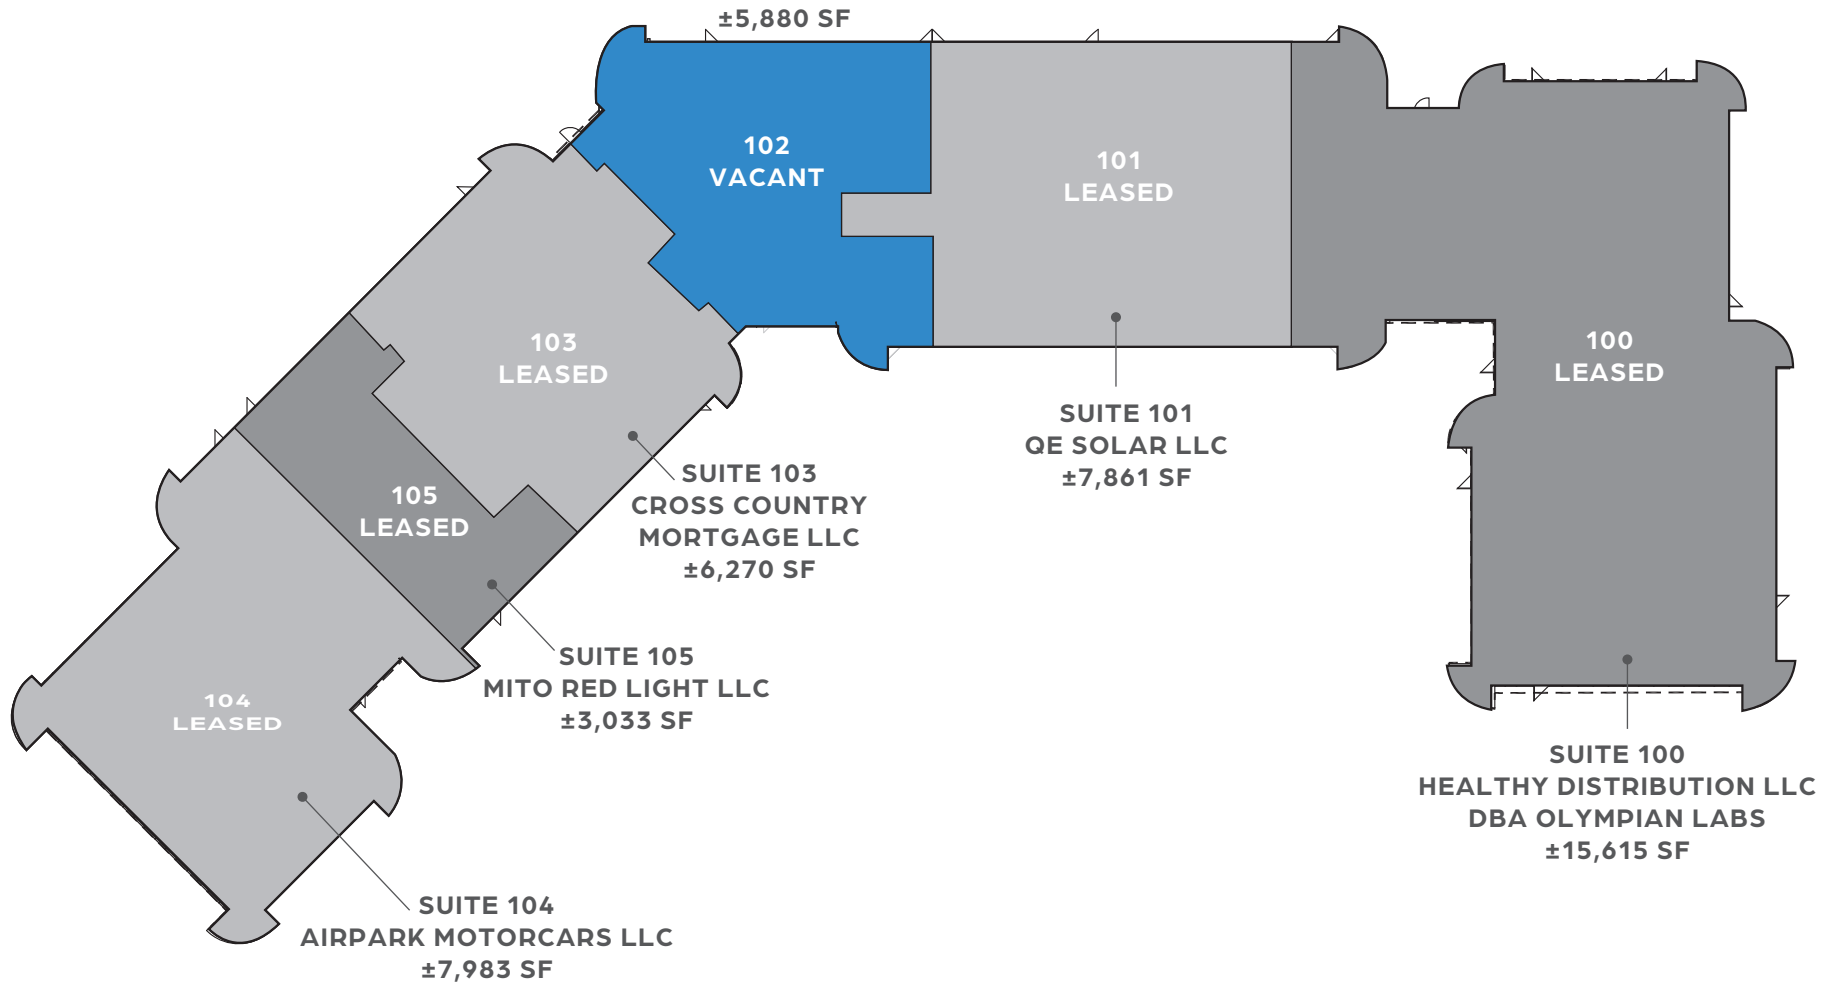 ±5,880 SF
102
VACANT
101
LEASED
103
LEASED
100
LEASED
SUITE 101
QE SOLAR LLC
±7,861 SF
SUITE 103
CROSS COUNTRY
MORTGAGE LLC
±6,270 SF
105
LEASED
SUITE 105
MITO RED LIGHT LLC
±3,033 SF
104
LEASED
SUITE 100
HEALTHY DISTRIBUTION LLC
DBA OLYMPIAN LABS
±15,615 SF
SUITE 104
AIRPARK MOTORCARS LLC
±7,983 SF